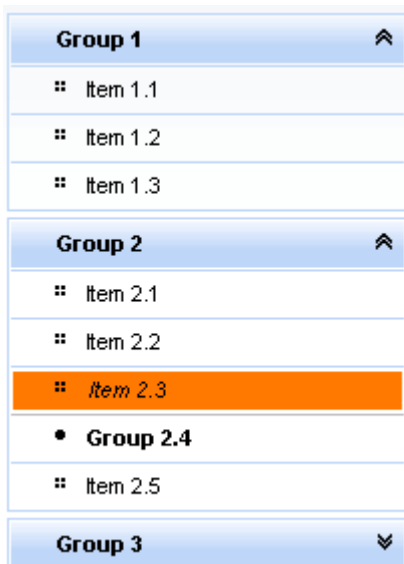 Group 1
Item 1.1
Item 1.2
Item 1.3
Group 2
Item 2.1
Item 2.2
Item 2.3
Group 2.4
Item 2.5
Group 3